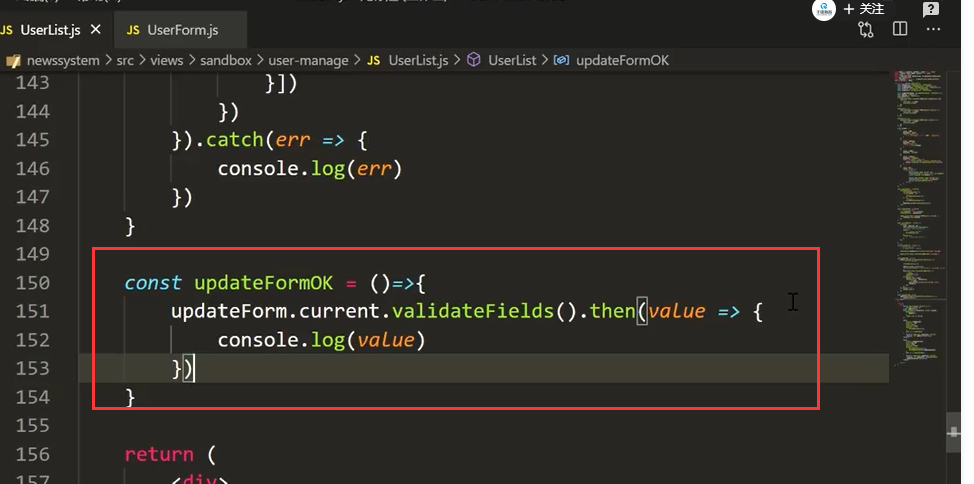 + 关注
JS UserList.js ×
JS UserForm.js
newssystem > src > views > sandbox > user-manage > JS UserList.js > UserList > updateFormOK
143 }])
144 })
145 }).catch(err => {
146 console.log(err)
147 })
148 }
149
150 const updateFormOK = ()=>{
151 updateForm.current.validateFields().then(value => {
152 console.log(value)
153 })
154 }
155
156 return (
157 <div>